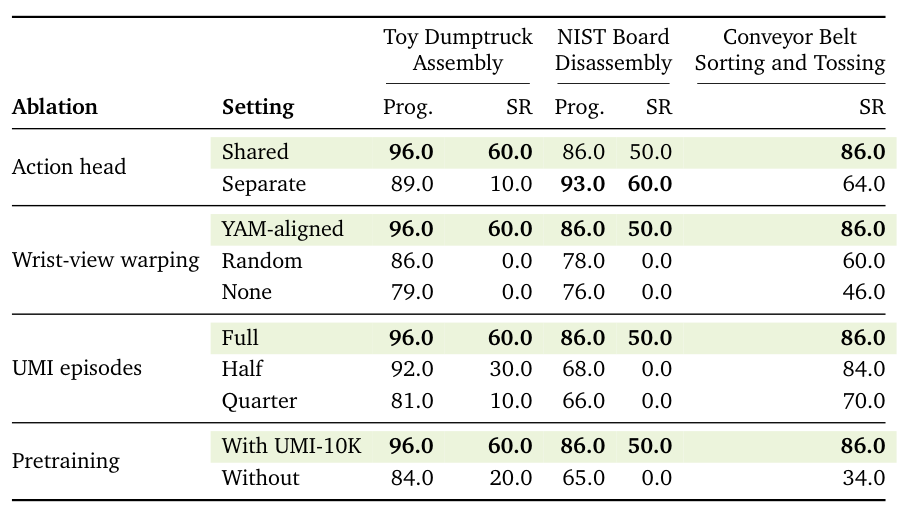 Toy Dumptruck NIST Board Conveyor Belt
Assembly Disassembly Sorting and Tossing
Ablation Setting Prog. SR Prog. SR SR
Action head
Shared 96.0 60.0 86.0 50.0 86.0
Separate 89.0 10.0 93.0 60.0 64.0
Wrist-view warping
YAM-aligned 96.0 60.0 86.0 50.0 86.0
Random 86.0 0.0 78.0 0.0 60.0
None 79.0 0.0 76.0 0.0 46.0
UMI episodes
Full 96.0 60.0 86.0 50.0 86.0
Half 92.0 30.0 68.0 0.0 84.0
Quarter 81.0 10.0 66.0 0.0 70.0
Pretraining
With UMI-10K 96.0 60.0 86.0 50.0 86.0
Without 84.0 20.0 65.0 0.0 34.0